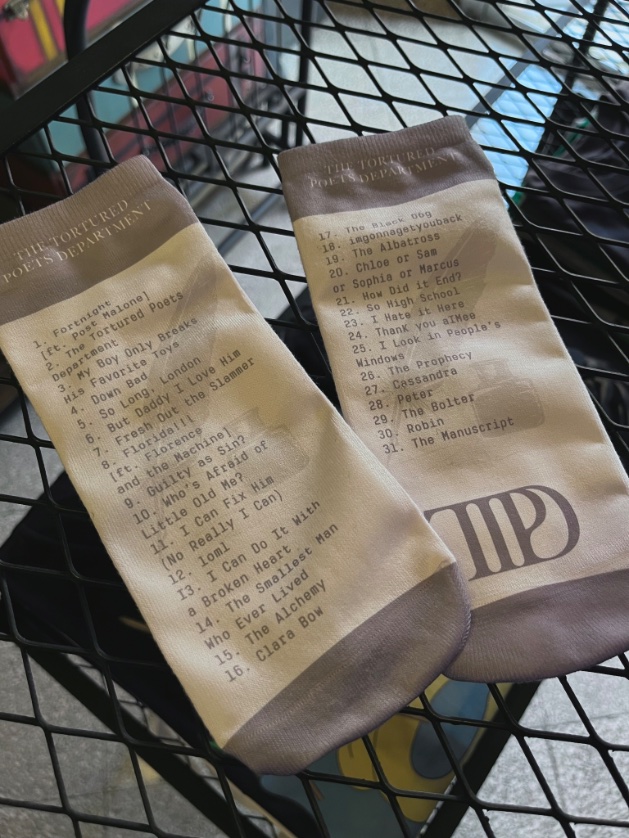 THE TORTURED
POETS DEPARTMENT
1. Fortnight
[ft. Post Malone]
2. The Tortured Poets
Department
3. My Boy Only Breaks
His Favorite Toys
4. Down Bad
5. So Long, London
6. But Daddy I Love Him
7. Fresh Out the Slammer
8. Florida!!!
[ft. Florence
and the Machine]
9. Guilty as Sin?
10. Who's Afraid of
Little Old Me?
11. I Can Fix Him
(No Really I Can)
12. loml
13. I Can Do It With
a Broken Heart
14. The Smallest Man
Who Ever Lived
15. The Alchemy
16. Clara Bow
THE TORTURED
POETS DEPARTMENT
17. The Black Dog
18. imgonnagetyouback
19. The Albatross
20. Chloe or Sam
or Sophia or Marcus
21. How Did it End?
22. So High School
23. I Hate it Here
24. Thank you aIMee
25. I Look in People's
Windows
26. The Prophecy
27. Cassandra
28. Peter
29. The Bolter
30. Robin
31. The Manuscript
TTPD